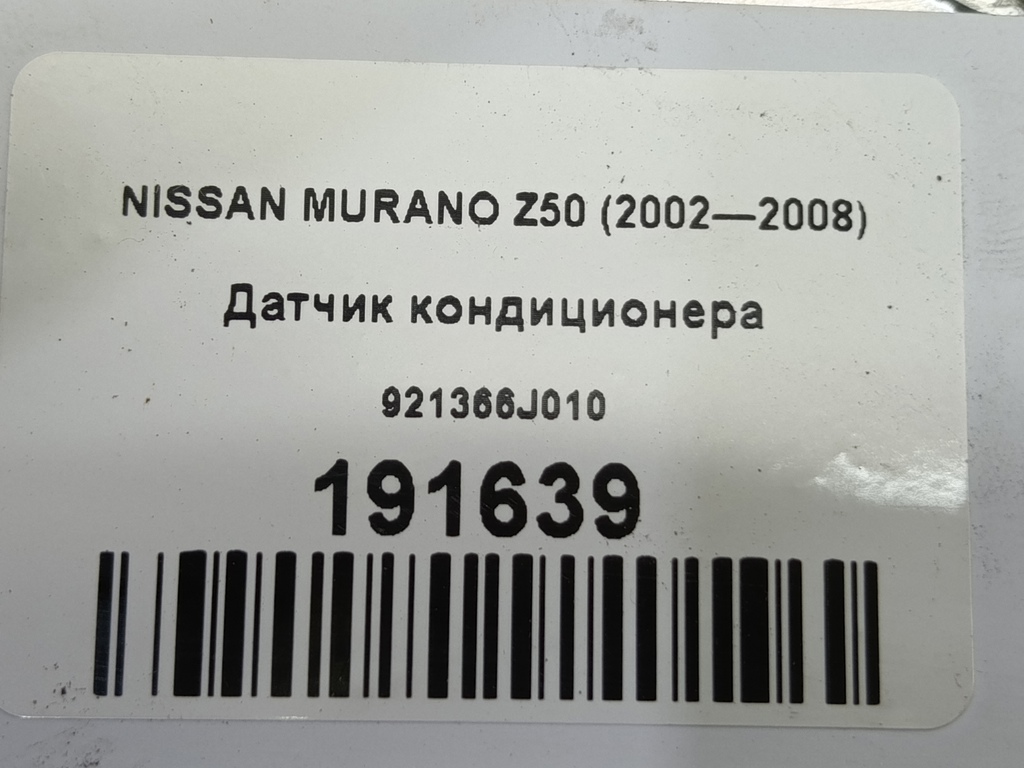 NISSAN MURANO Z50 (2002—2008)
Датчик кондиционера
921366J010
191639